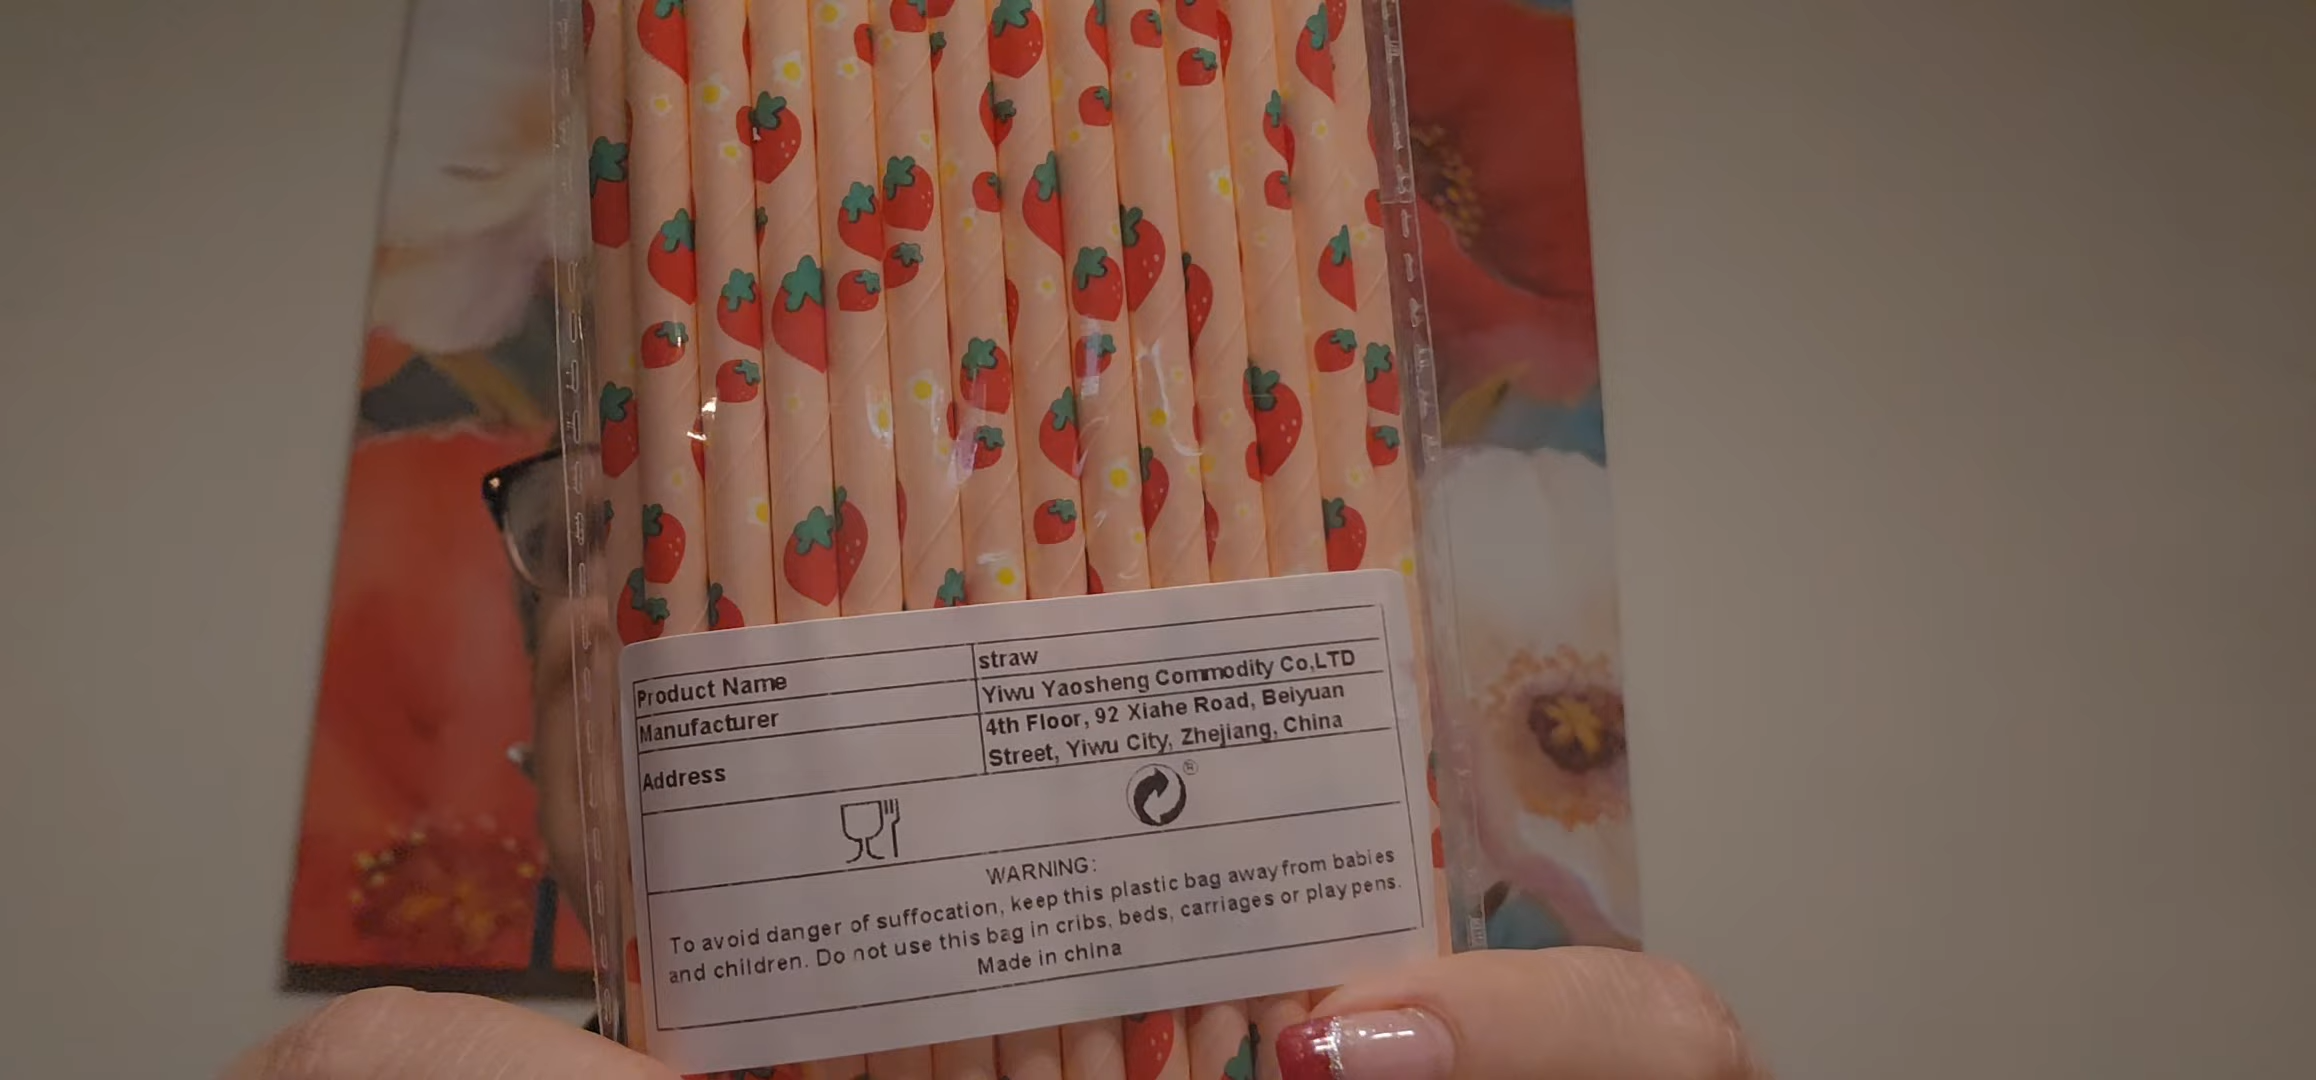 Product Name straw
Manufacturer Yiwu Yaosheng Commodity Co,LTD
Address 4th Floor, 92 Xiahe Road, Beiyuan
Street, Yiwu City, Zhejiang, China
®
WARNING:
To avoid danger of suffocation, keep this plastic bag away from babies
and children. Do not use this bag in cribs, beds, carriages or play pens.
Made in china